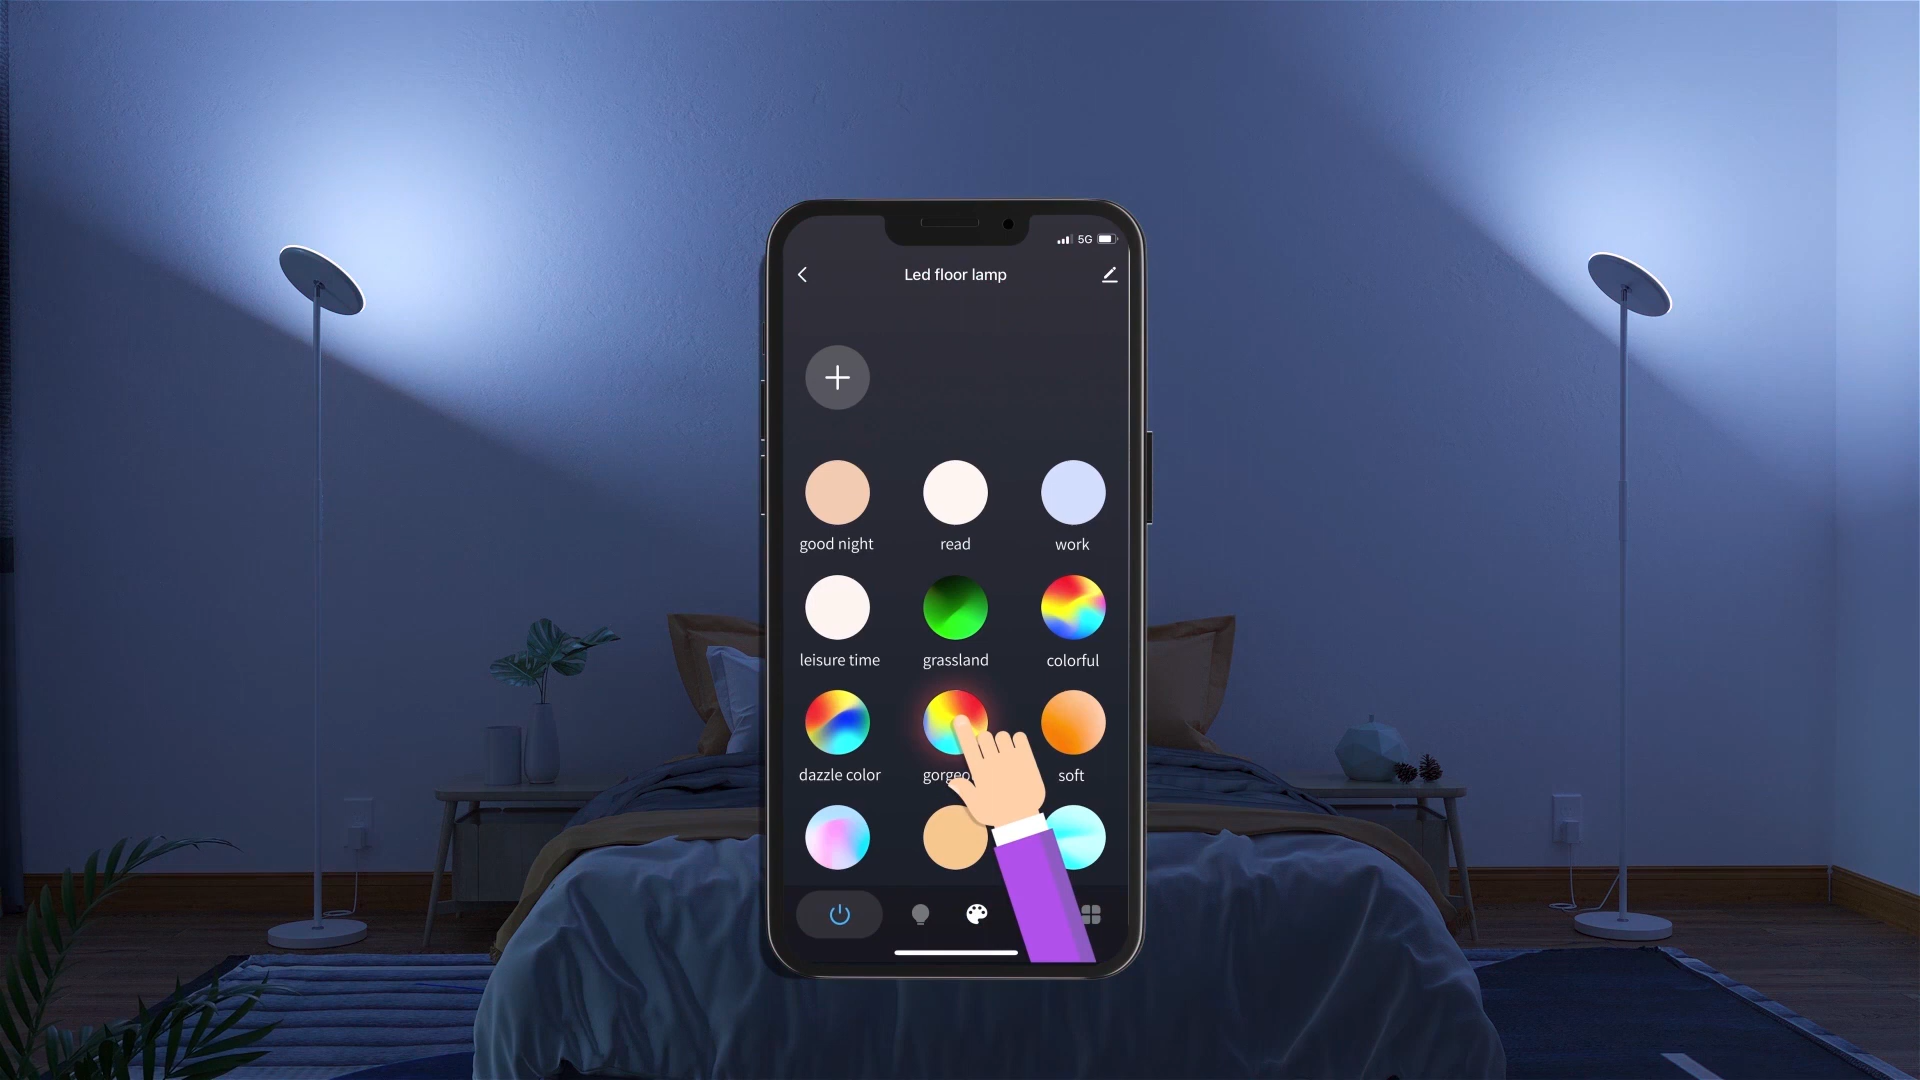 5G
Led floor lamp
good night
read
work
leisure time
grassland
colorful
dazzle color
soft